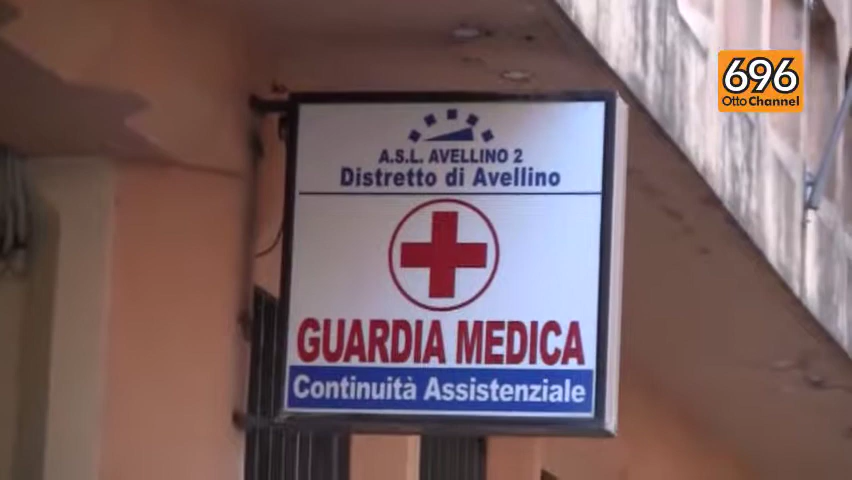 696
Otto Channel
A.S.L. AVELLINO 2
Distretto di Avellino
GUARDIA MEDICA
Continuità Assistenziale